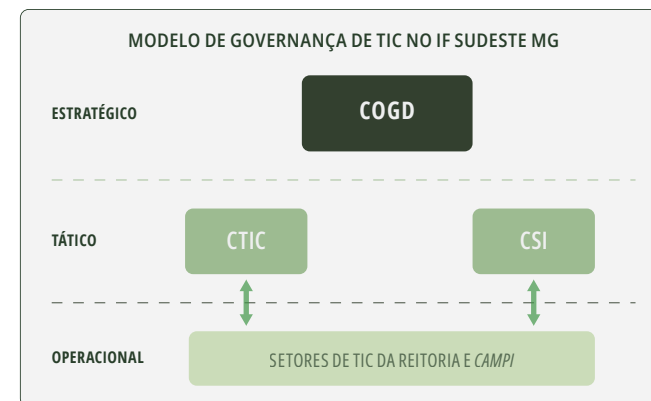 MODELO DE GOVERNANÇA DE TIC NO IF SUDESTE MG
ESTRATÉGICO
COGD
TÁTICO
CTIC
CSI
OPERACIONAL
SETORES DE TIC DA REITORIA E CAMPI